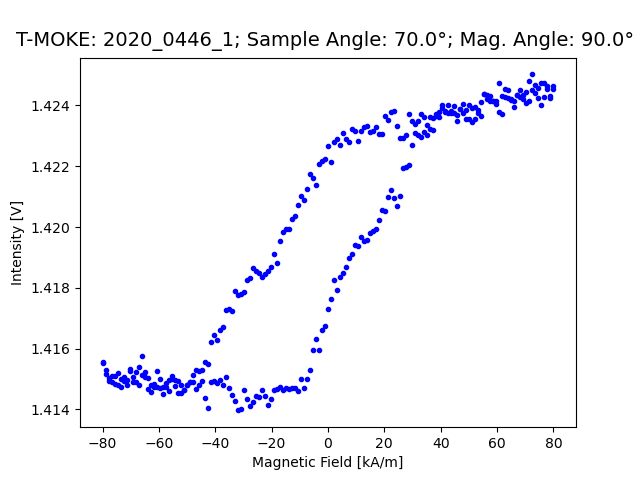 T-MOKE: 2020_0446_1; Sample Angle: 70.0°; Mag. Angle: 90.0°
1.424
1.422
1.420
1.418
1.416
1.414
Intensity [V]
−80 −60 −40 −20 0 20 40 60 80
Magnetic Field [kA/m]